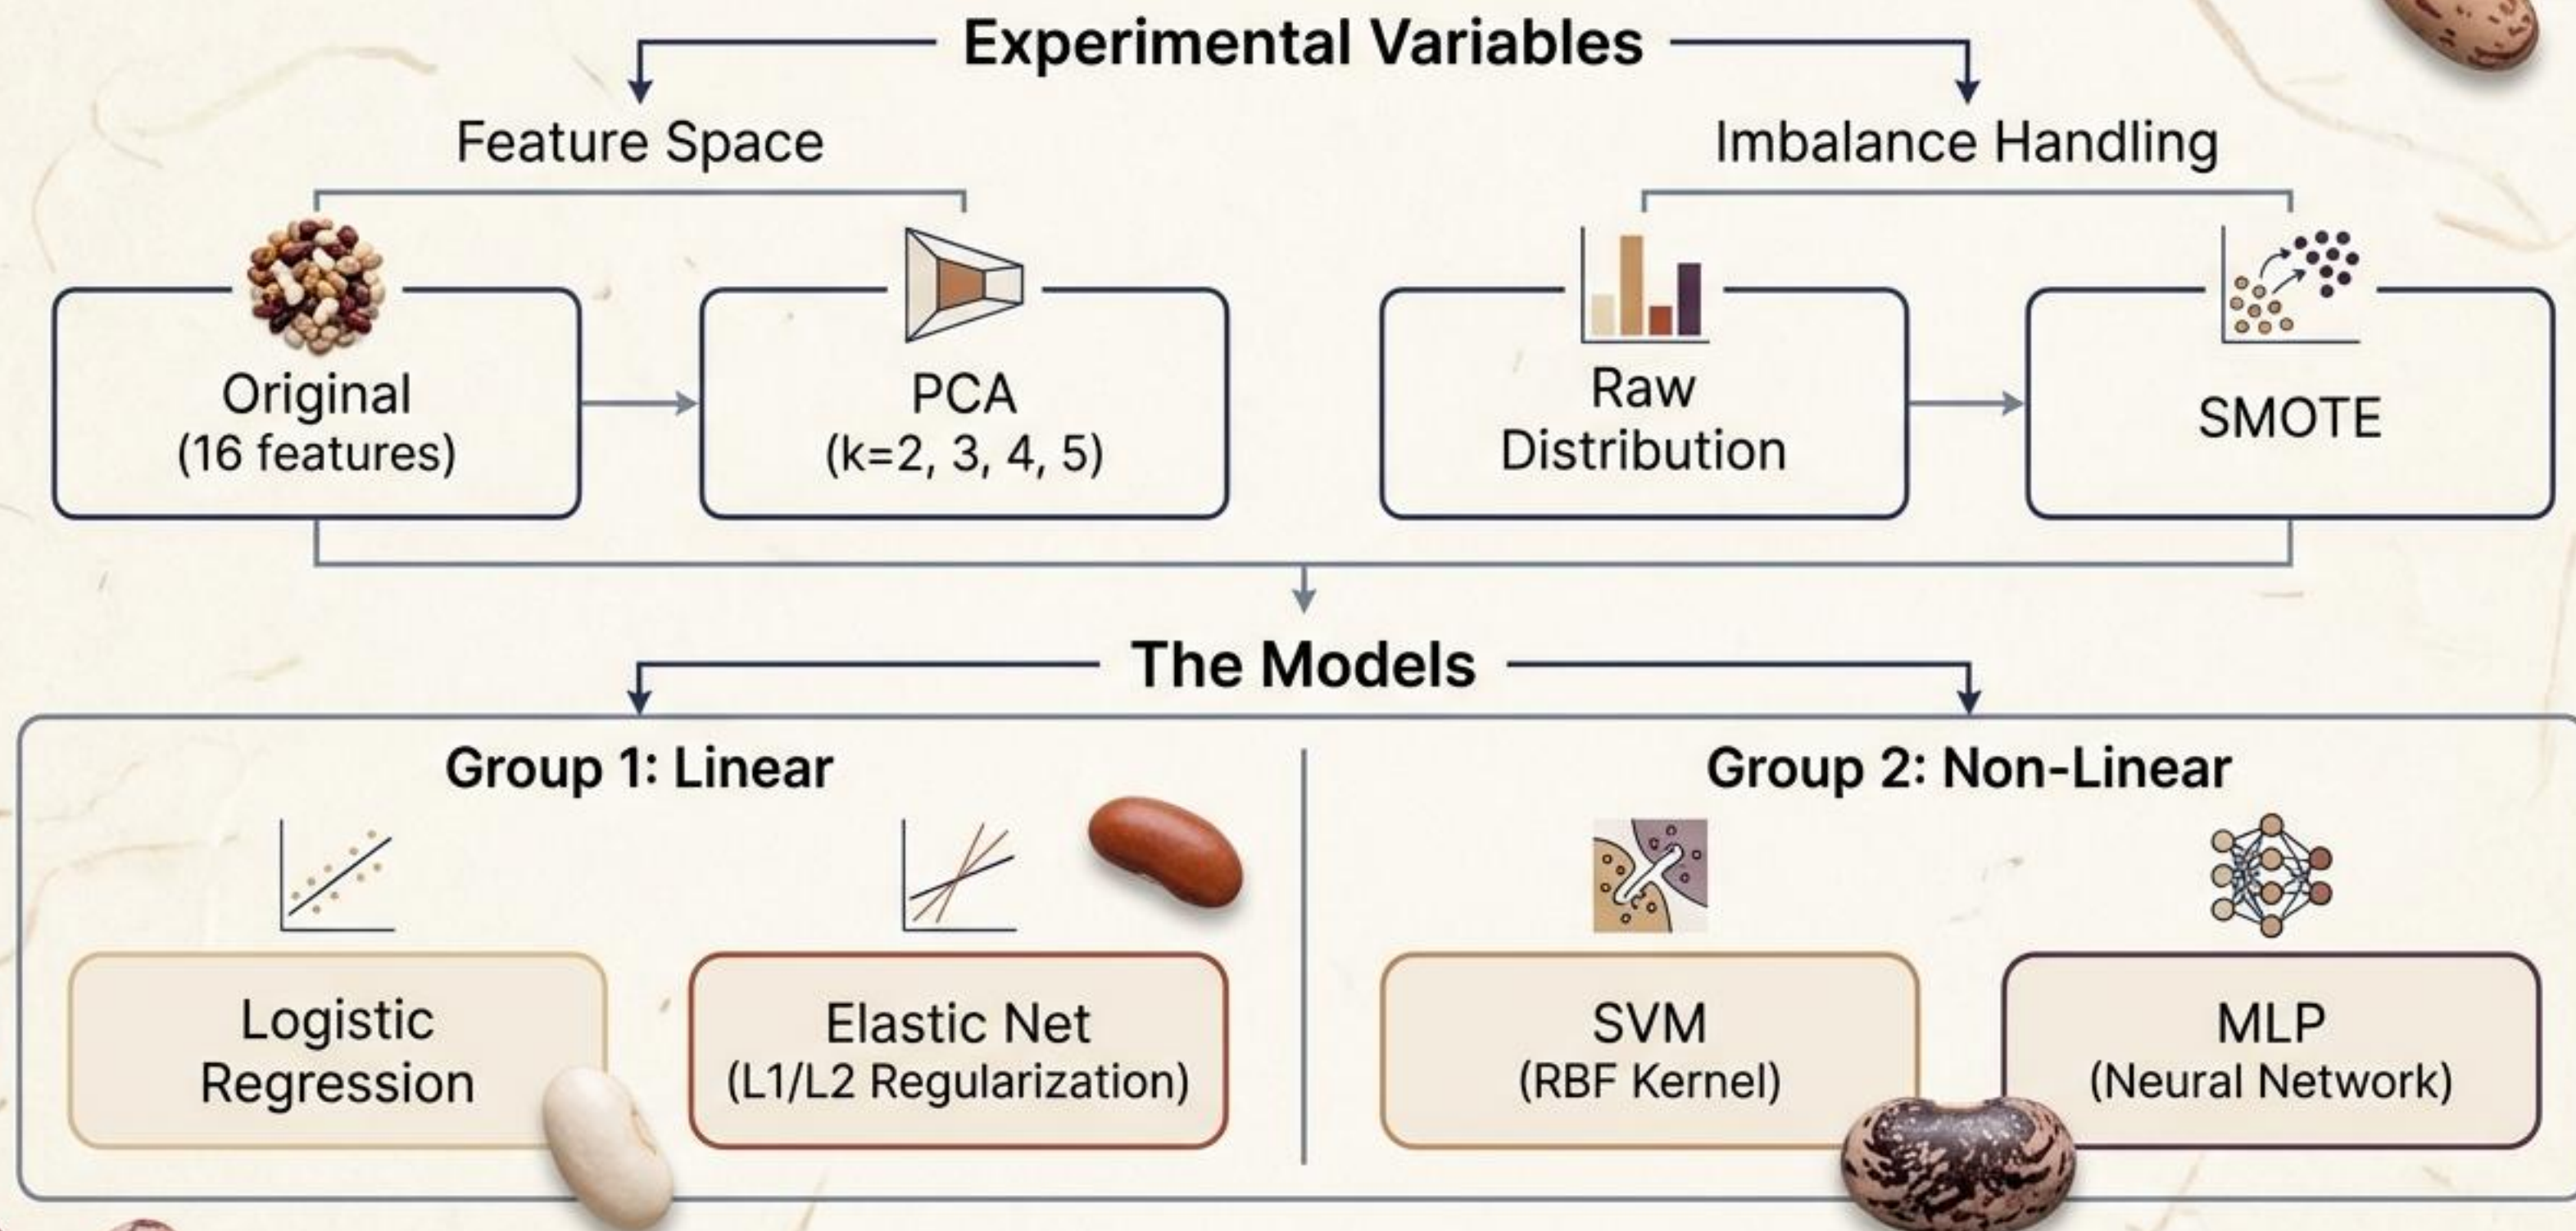 Experimental Variables
Feature Space
Imbalance Handling
Original
(16 features)
PCA
(k=2, 3, 4, 5)
Raw
Distribution
SMOTE
The Models
Group 1: Linear
Group 2: Non-Linear
Logistic
Regression
Elastic Net
(L1/L2 Regularization)
SVM
(RBF Kernel)
MLP
(Neural Network)